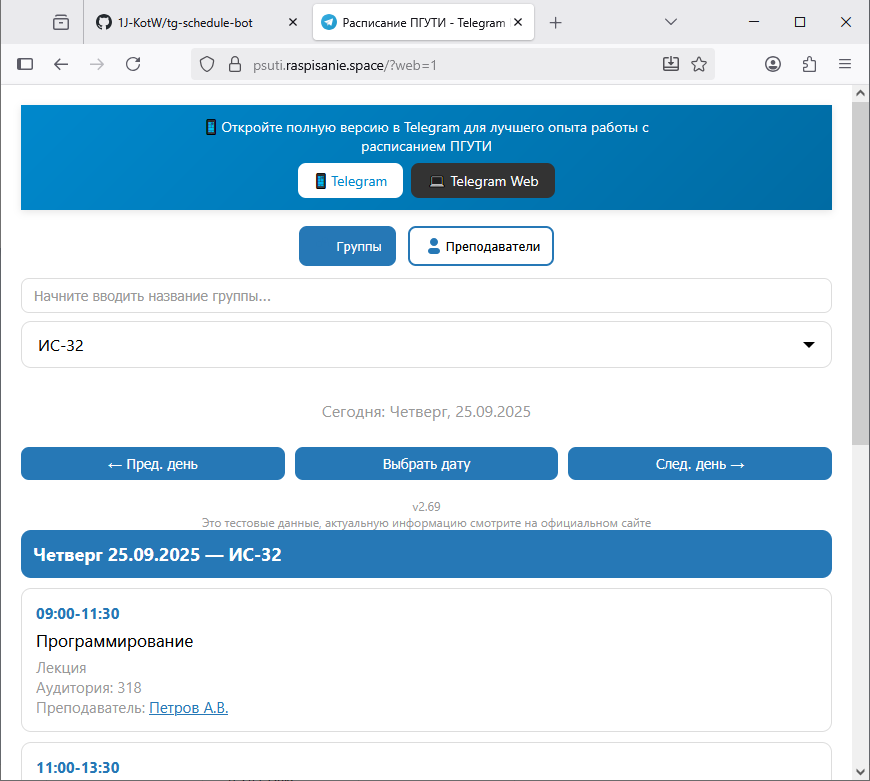 1J-KotW/tg-schedule-bot
Расписание ПГУТИ - Telegram
psuti.raspisanie.space/?web=1
Откройте полную версию в Telegram для лучшего опыта работы с
расписанием ПГУТИ
Telegram
Telegram Web
Группы
Преподаватели
Начните вводить название группы...
ИС-32
Сегодня: Четверг, 25.09.2025
← Пред. день
Выбрать дату
След. день →
v2.69
Это тестовые данные, актуальную информацию смотрите на официальном сайте
Четверг 25.09.2025 — ИС-32
09:00-11:30
Программирование
Лекция
Аудитория: 318
Преподаватель: Петров А.В.
11:00-13:30